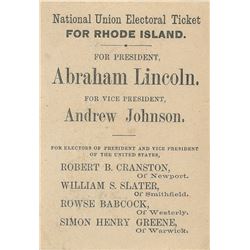 National Union Electoral Ticket
FOR RHODE ISLAND.
FOR PRESIDENT,
Abraham Lincoln.
FOR VICE PRESIDENT,
Andrew Johnson.
FOR ELECTORS OF PRESIDENT AND VICE PRESIDENT
OF THE UNITED STATES,
ROBERT B. CRANSTON,
Of Newport.
WILLIAM S. SLATER,
Of Smithfield.
ROWSE BABCOCK,
Of Westerly.
SIMON HENRY GREENE,
Of Warwick.